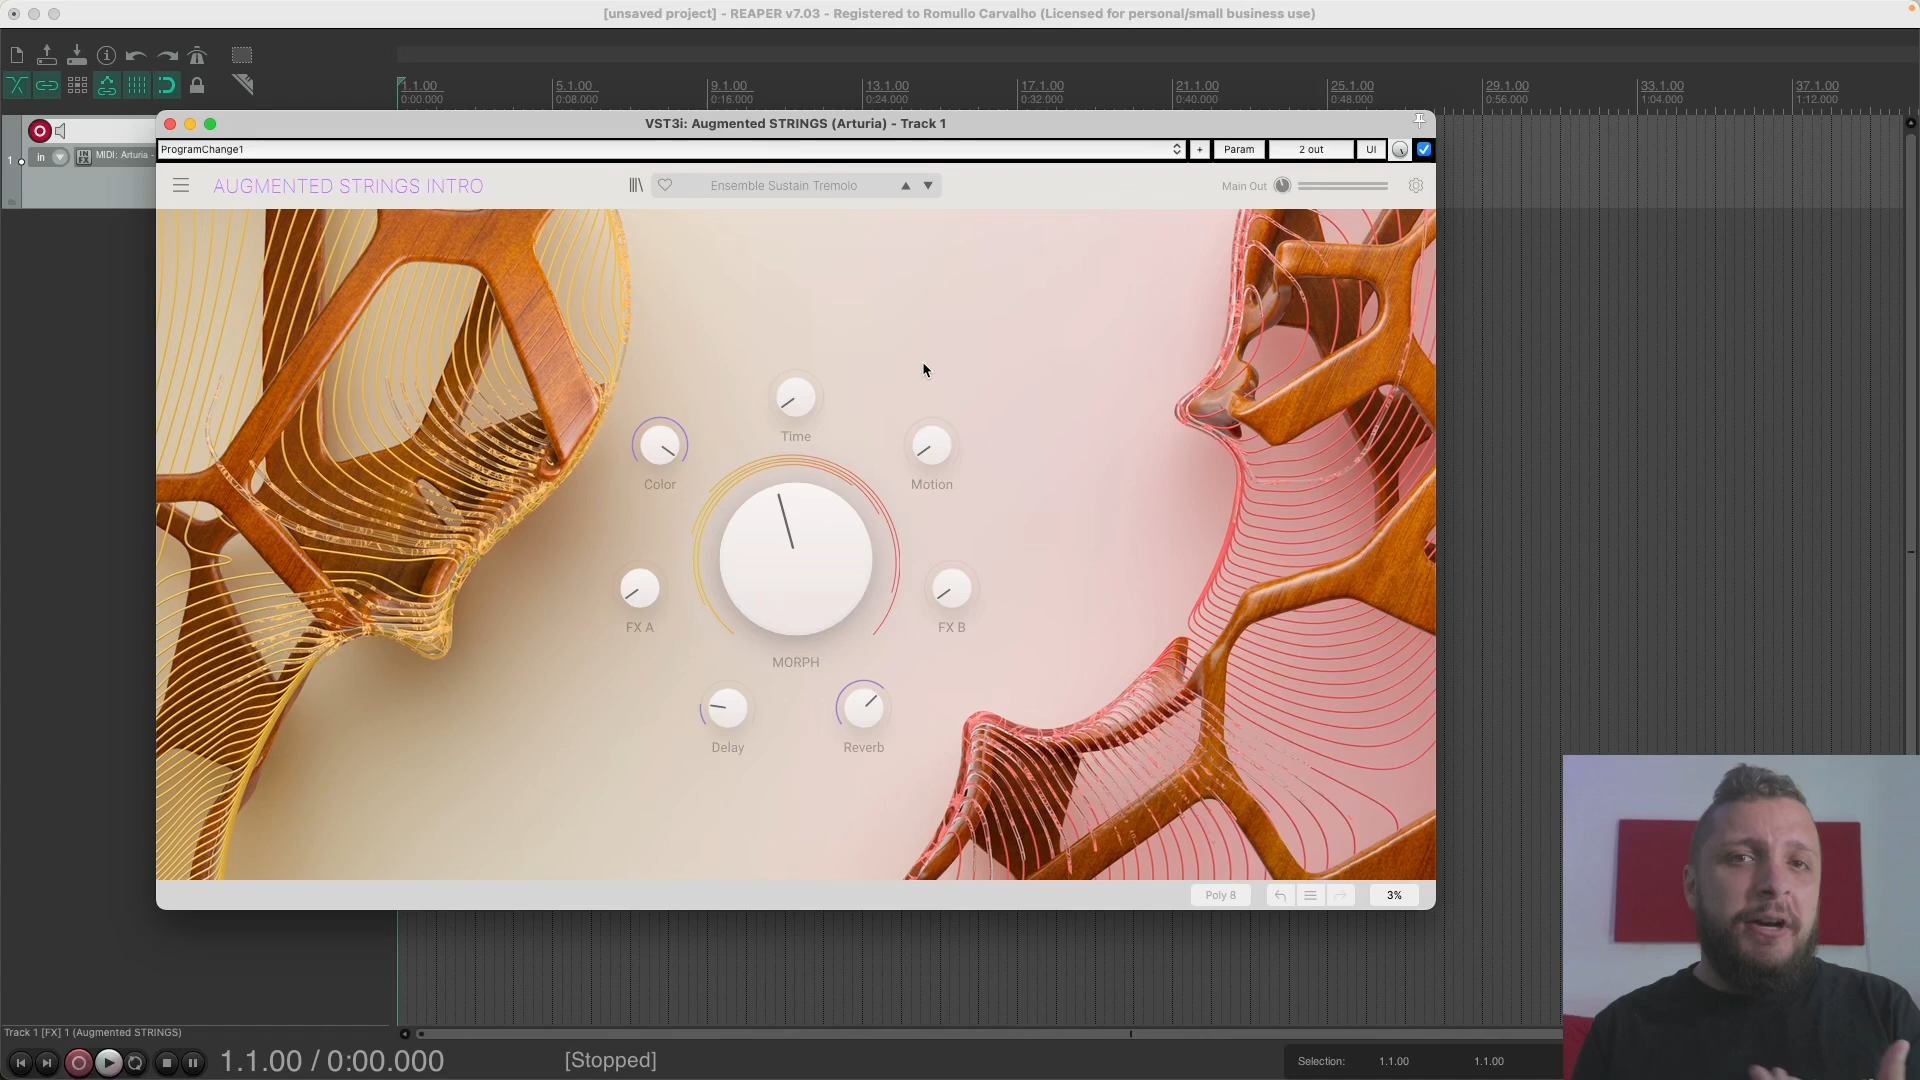 [unsaved project] - REAPER v7.03 - Registered to Romullo Carvalho (Licensed for personal/small business use)
1.1.00 5.1.00 9.1.00 13.1.00 17.1.00 21.1.00 25.1.00 29.1.00 33.1.00 37.1.00
0:00.000 0:08.000 0:16.000 0:24.000 0:32.000 0:40.000 0:48.000 0:56.000 1:04.000 1:12.000
VST3i: Augmented STRINGS (Arturia) - Track 1
1 in IN FX MIDI: Arturia -
ProgramChange1 + Param 2 out UI
AUGMENTED STRINGS INTRO Ensemble Sustain Tremolo Main Out
Time
Color Motion
FX A FX B
MORPH
Delay Reverb
Poly 8 3%
Track 1 [FX] 1 (Augmented STRINGS)
1.1.00 / 0:00.000 [Stopped] Selection: 1.1.00 1.1.00